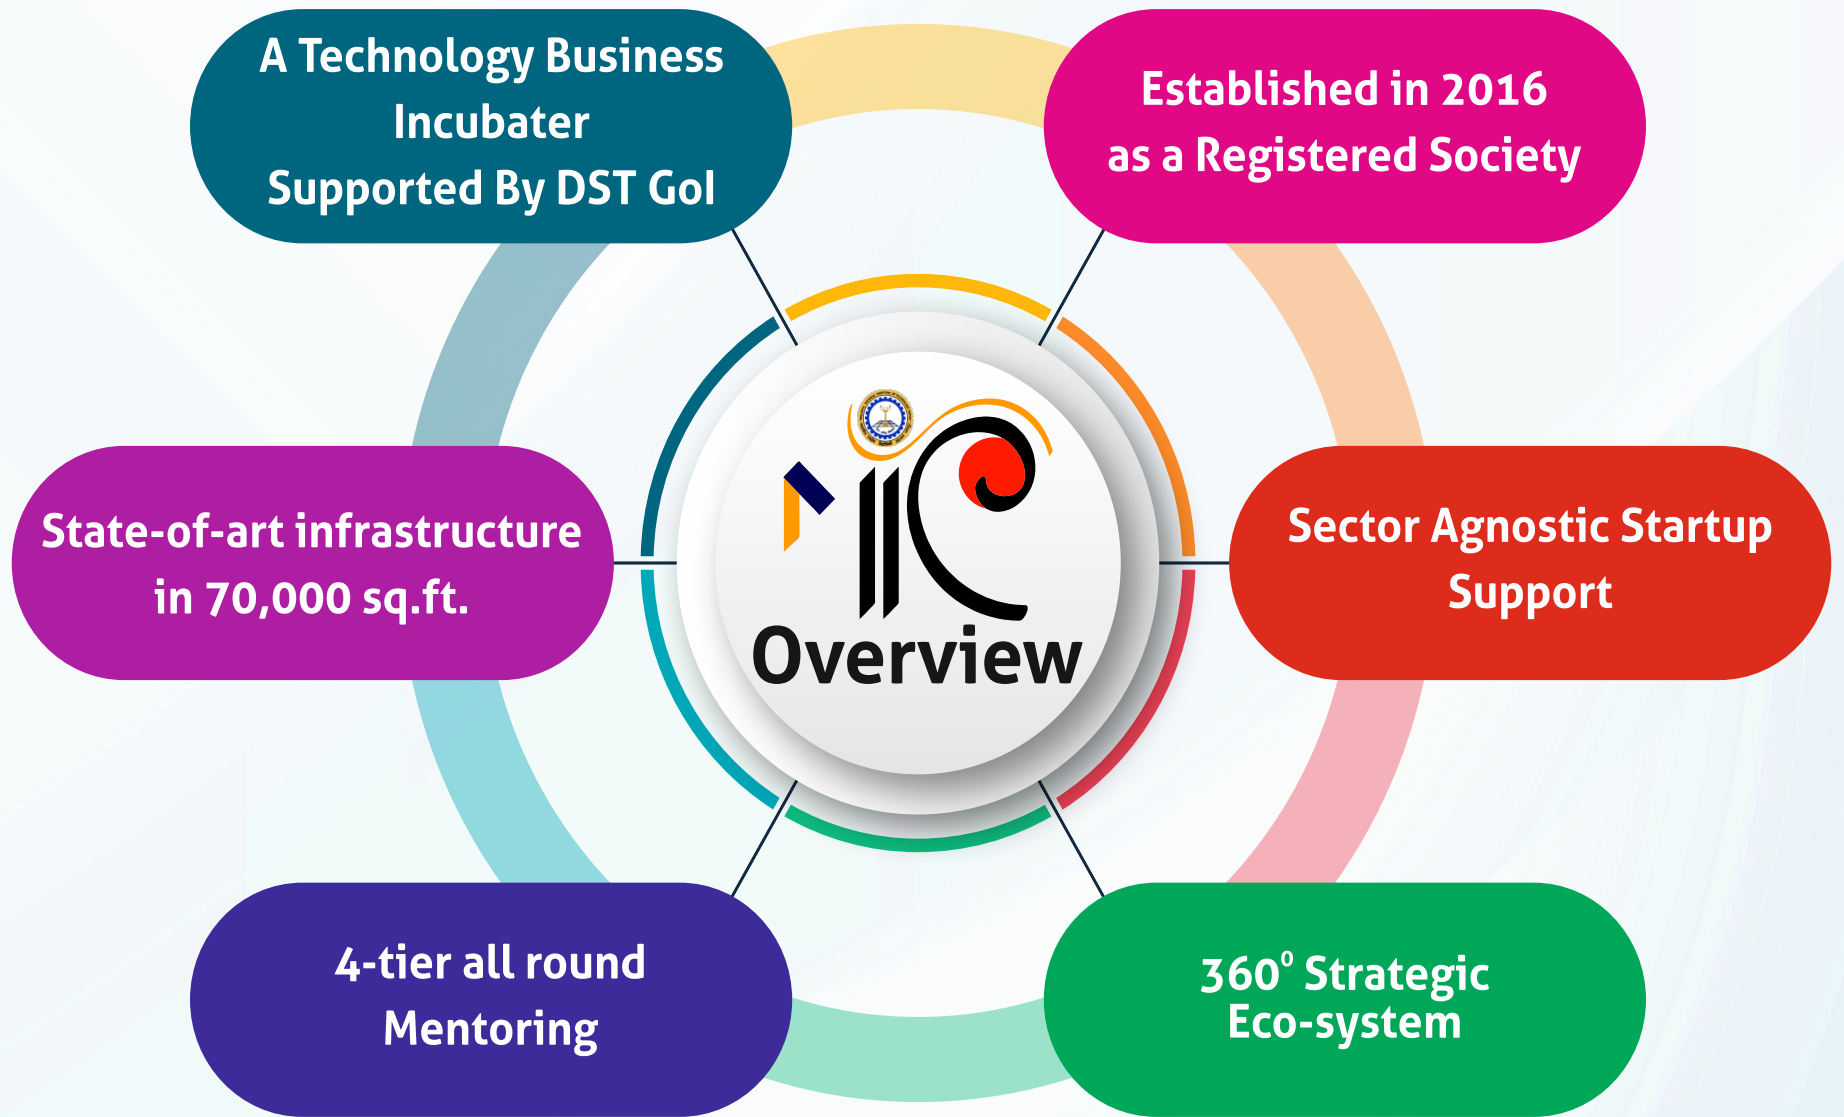 A Technology Business
Incubater
Supported By DST GoI
Established in 2016
as a Registered Society
State-of-art infrastructure
in 70,000 sq.ft.
Sector Agnostic Startup
Support
Overview
4-tier all round
Mentoring
360⁰ Strategic
Eco-system